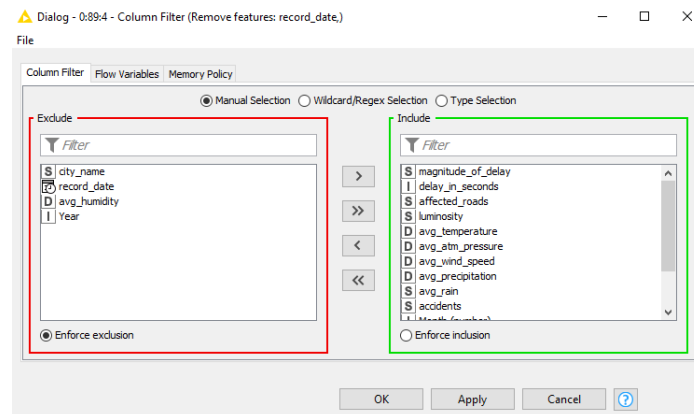 Dialog - 0:89:4 - Column Filter (Remove features: record_date,)
File
Column Filter Flow Variables Memory Policy
Manual Selection Wildcard/Regex Selection Type Selection
Exclude
Filter
S city_name
record_date
D avg_humidity
I Year
Enforce exclusion
>
>>
<
<<
Include
Filter
S magnitude_of_delay
I delay_in_seconds
S affected_roads
S luminosity
D avg_temperature
D avg_atm_pressure
D avg_wind_speed
D avg_precipitation
S avg_rain
S accidents
I Month (number)
Enforce inclusion
OK Apply Cancel ?